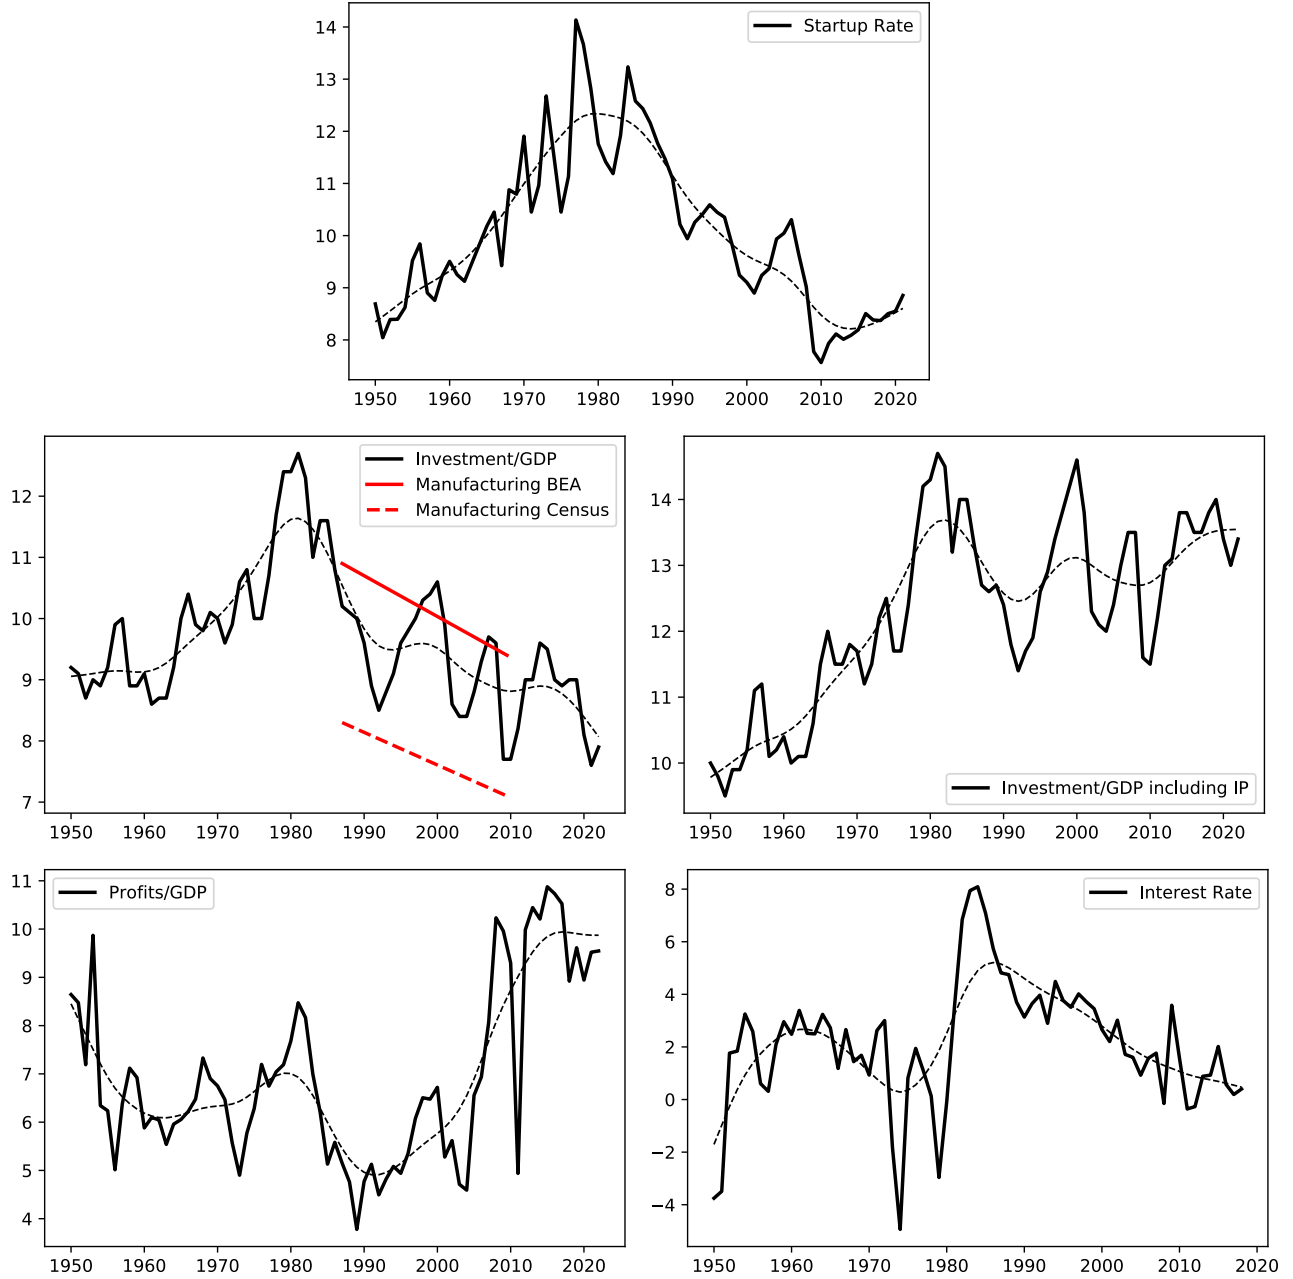 Startup Rate
14
13
12
11
10
9
8
1950 1960 1970 1980 1990 2000 2010 2020
Investment/GDP
Manufacturing BEA
Manufacturing Census
12
11
10
9
8
7
1950 1960 1970 1980 1990 2000 2010 2020
14
13
12
11
10
Investment/GDP including IP
1950 1960 1970 1980 1990 2000 2010 2020
Profits/GDP
11
10
9
8
7
6
5
4
1950 1960 1970 1980 1990 2000 2010 2020
Interest Rate
8
6
4
2
0
−2
−4
1950 1960 1970 1980 1990 2000 2010 2020